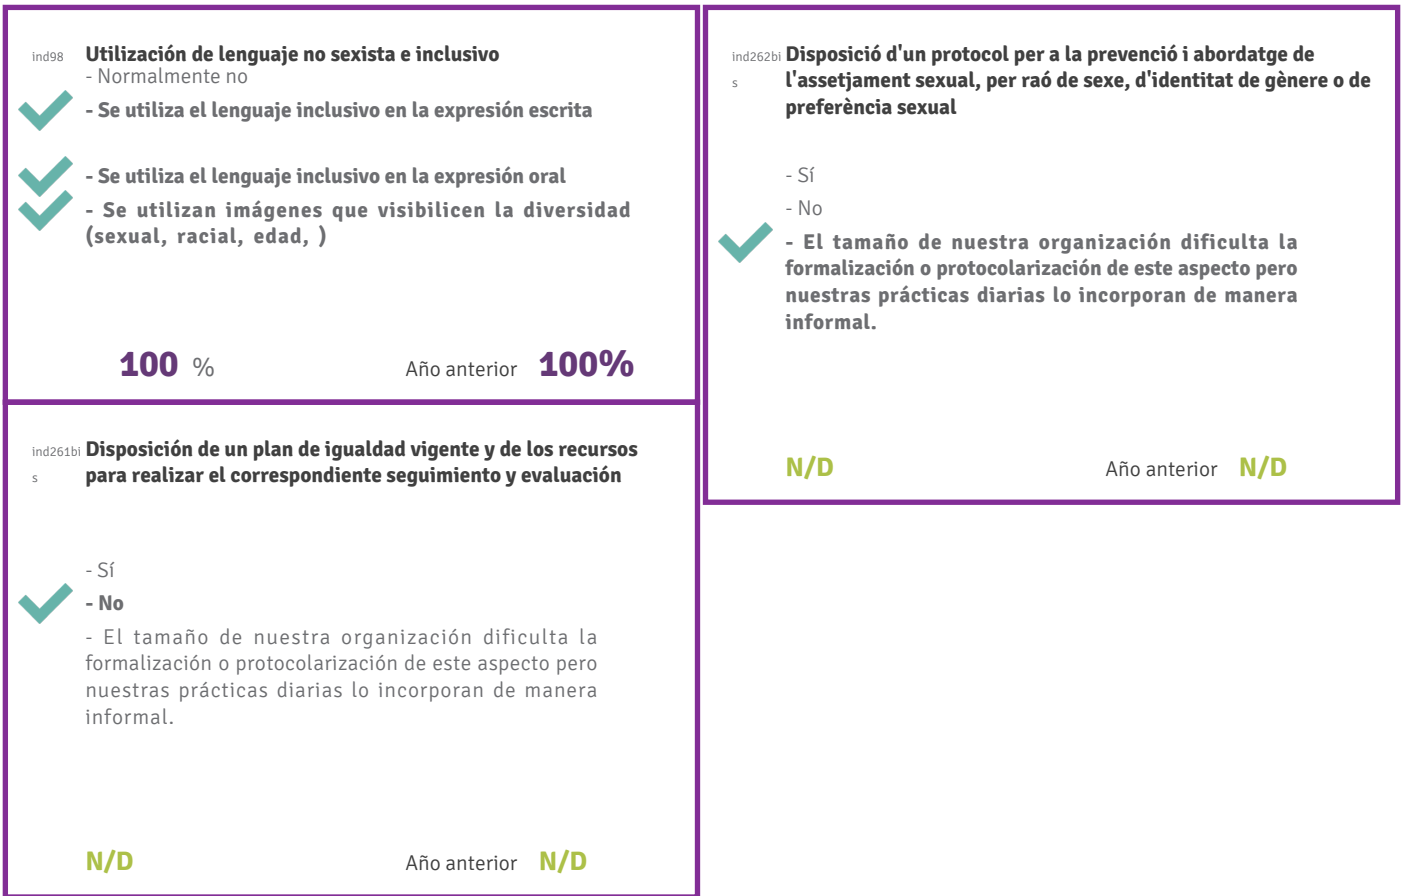 ind98 Utilización de lenguaje no sexista e inclusivo
- Normalmente no
- Se utiliza el lenguaje inclusivo en la expresión escrita
- Se utiliza el lenguaje inclusivo en la expresión oral
- Se utilizan imágenes que visibilicen la diversidad
(sexual, racial, edad, )
100 % Año anterior 100%
ind261bi Disposición de un plan de igualdad vigente y de los recursos
s para realizar el correspondiente seguimiento y evaluación
- Sí
- No
- El tamaño de nuestra organización dificulta la
formalización o protocolarización de este aspecto pero
nuestras prácticas diarias lo incorporan de manera
informal.
N/D Año anterior N/D
ind262bi Disposició d'un protocol per a la prevenció i abordatge de
s l'assetjament sexual, per raó de sexe, d'identitat de gènere o de
preferència sexual
- Sí
- No
- El tamaño de nuestra organización dificulta la
formalización o protocolarización de este aspecto pero
nuestras prácticas diarias lo incorporan de manera
informal.
N/D Año anterior N/D